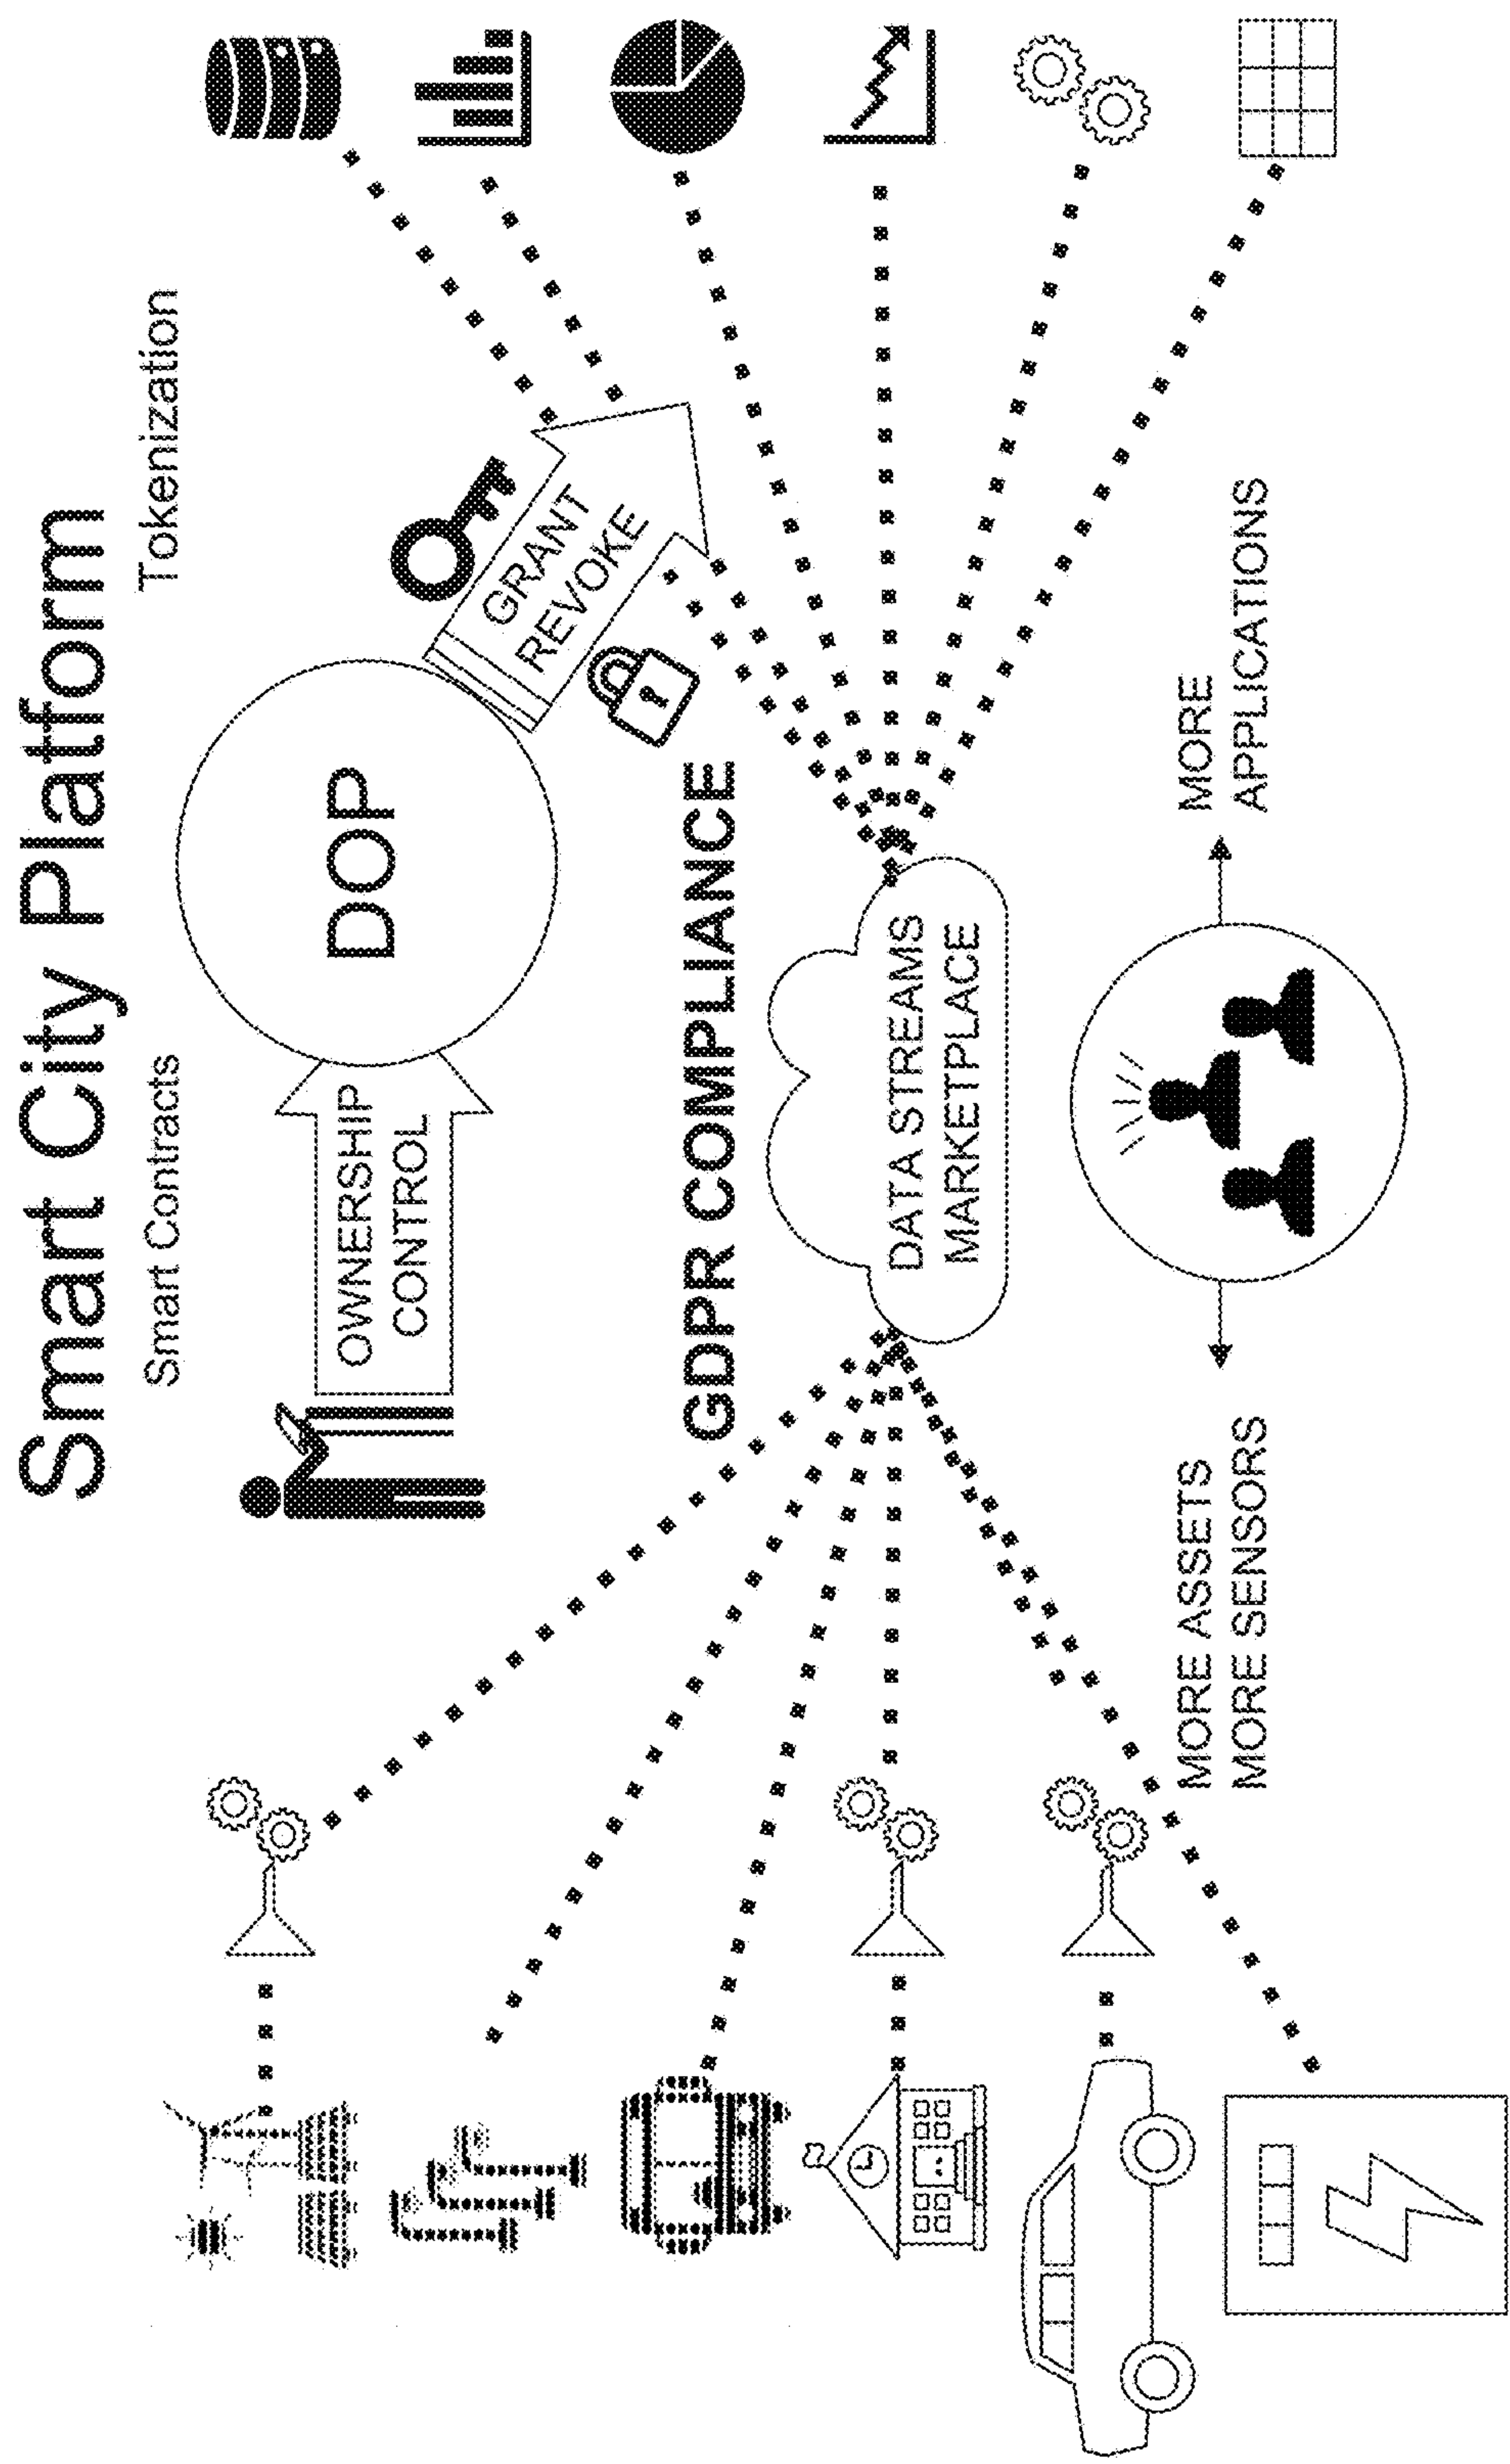 Smart City Platform
Smart Contracts
Tokenization
OWNERSHIP
CONTROL
DOP
GRANT
REVOKE
GDPR COMPLIANCE
DATA STREAMS
MARKETPLACE
MORE ASSETS
MORE SENSORS
MORE
APPLICATIONS